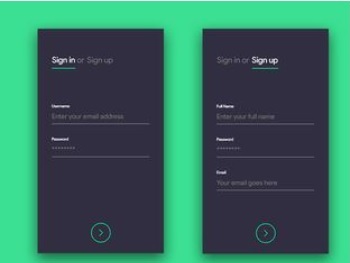 Sign in or Sign up
Username
Enter your email address
Password
********
Sign in or Sign up
Full Name
Enter your full name
Password
********
Email
Your email goes here